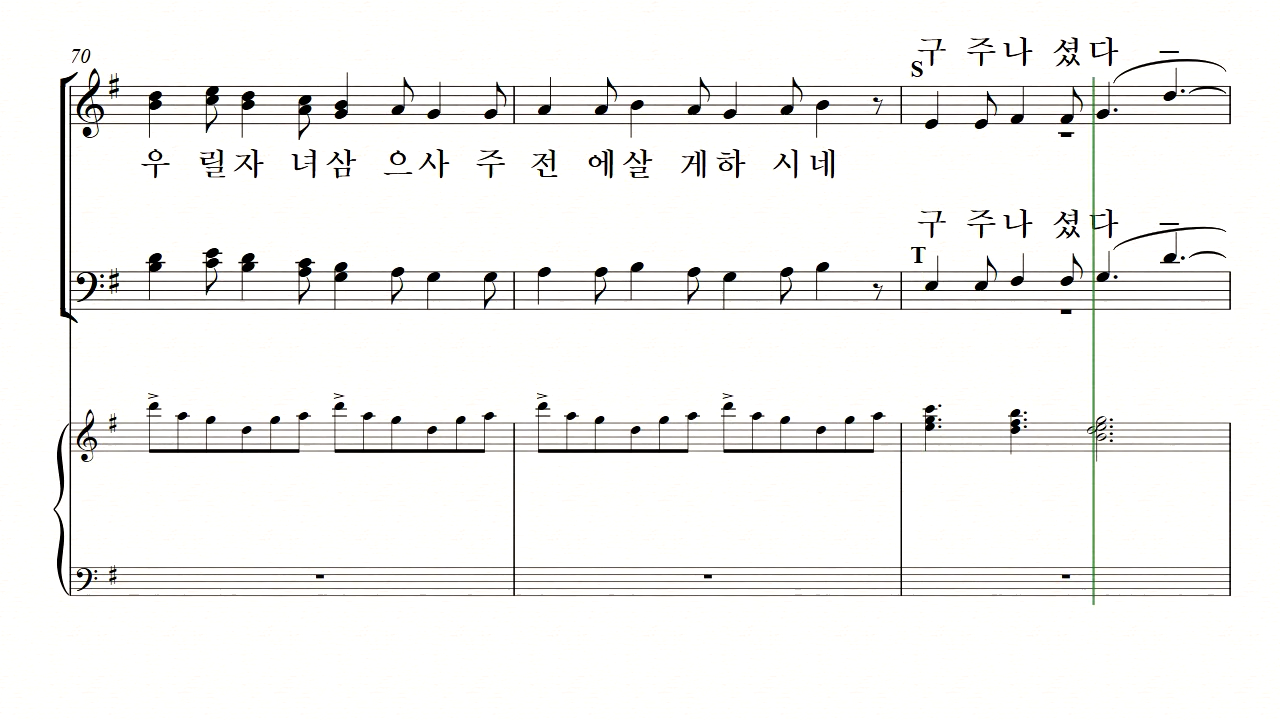 70
구 주나 셨다 –
S
우 릴자 녀삼 으사 주 전 에살 게하 시네
구 주나 셨다 –
T